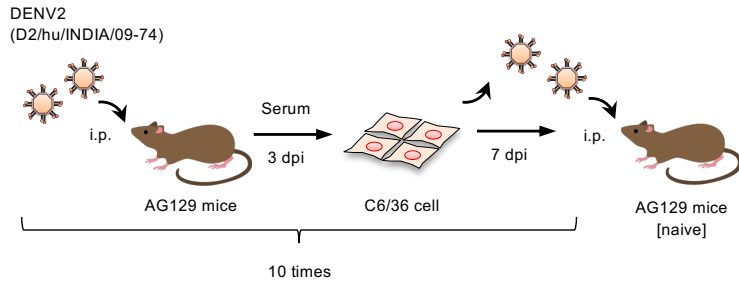 DENV2
(D2/hu/INDIA/09-74)
i.p.
Serum
3 dpi
7 dpi
i.p.
AG129 mice
C6/36 cell
AG129 mice
[naive]
10 times